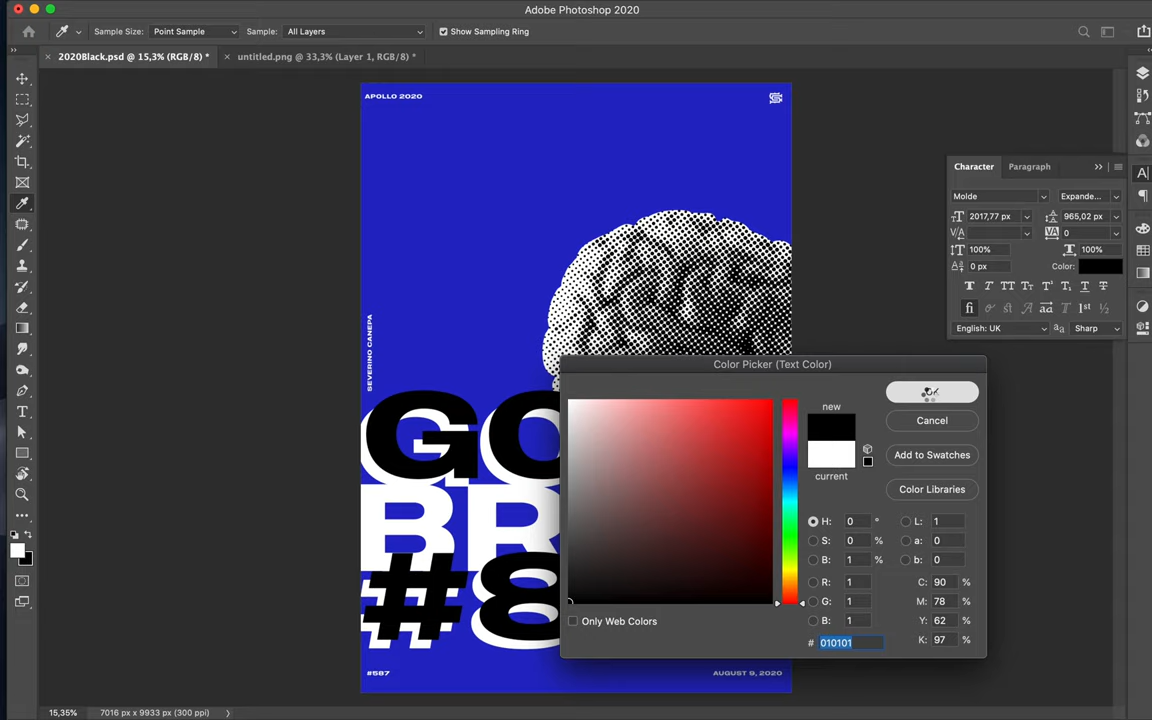 Adobe Photoshop 2020
Sample Size: Point Sample Sample: All Layers Show Sampling Ring
2020Black.psd @ 15,3% (RGB/8) * untitled.png @ 33,3% (Layer 1, RGB/8) *
APOLLO 2020
SEVERINO CANEPA
GO
BR
#8
#587
AUGUST 9, 2020
Character Paragraph
Molde Expande...
2017,77 px 965,02 px
0
100% 100%
0 px Color:
English: UK Sharp
Color Picker (Text Color)
new
current
Cancel
Add to Swatches
Color Libraries
H: 0 ° L: 1
S: 0 % a: 0
B: 1 % b: 0
R: 1 C: 90 %
G: 1 M: 78 %
B: 1 Y: 62 %
# 010101 K: 97 %
Only Web Colors
15,35% 7016 px x 9933 px (300 ppi)